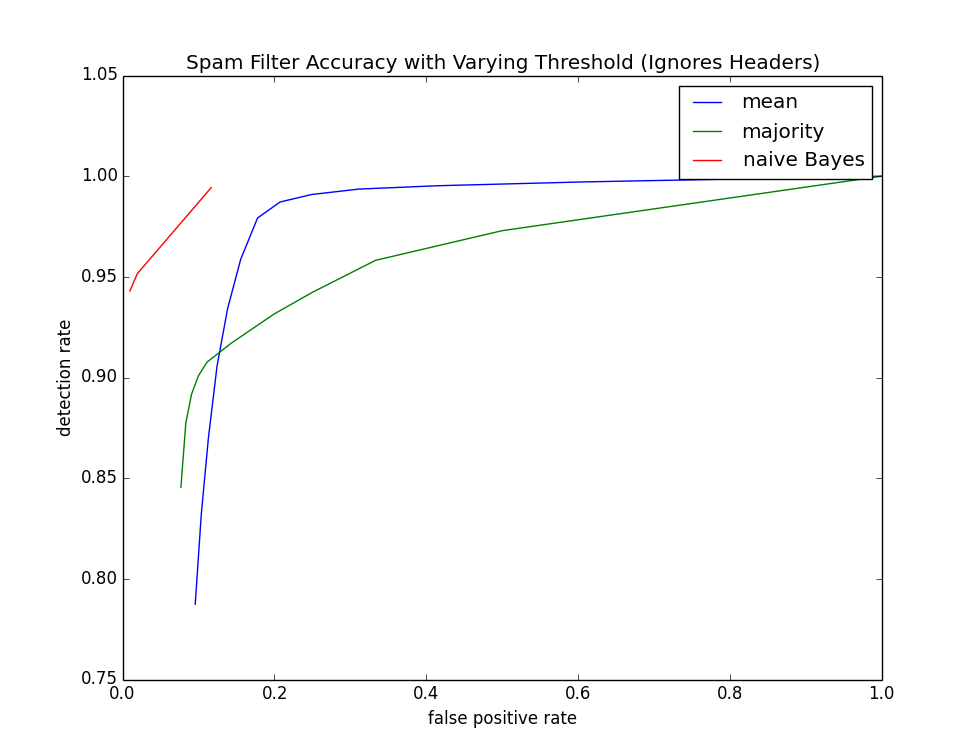 Spam Filter Accuracy with Varying Threshold (Ignores Headers)
1.05
1.00
0.95
0.90
0.85
0.80
0.75
detection rate
mean
majority
naive Bayes
0.0 0.2 0.4 0.6 0.8 1.0
false positive rate